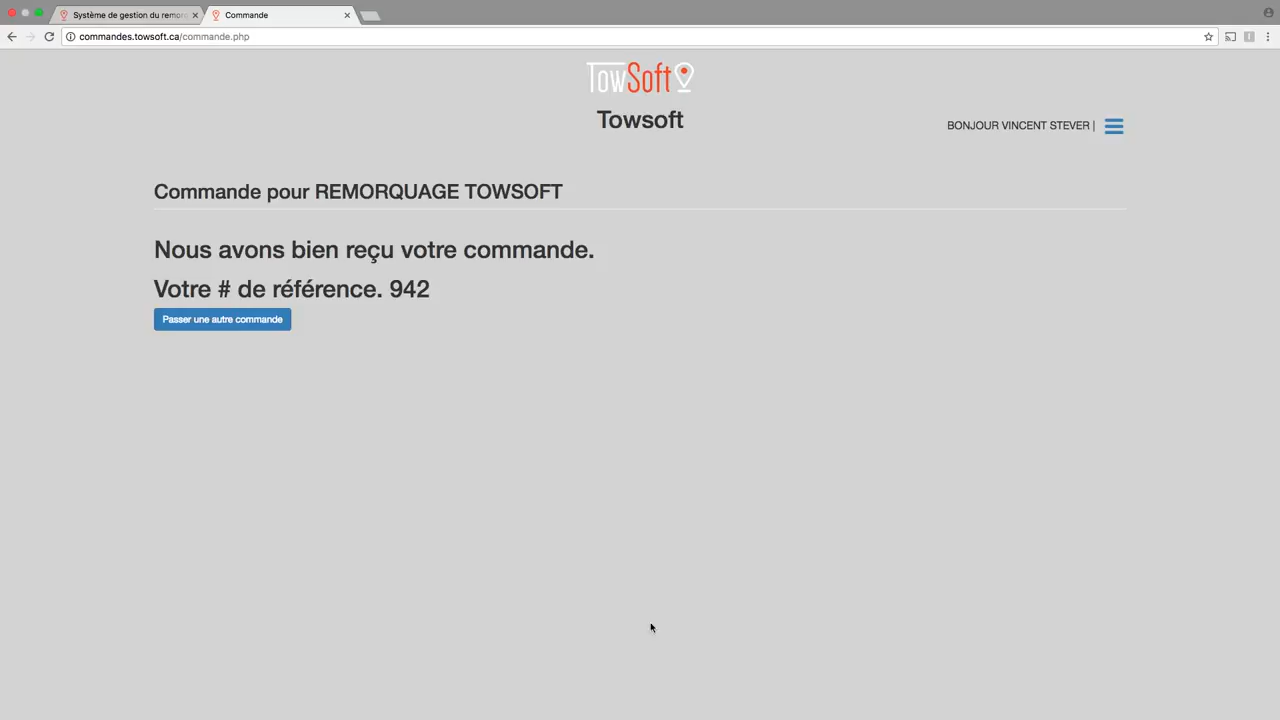 Système de gestion du remor
Commande
commandes.towsoft.ca/commande.php
TowSoft
Towsoft
BONJOUR VINCENT STEVER |
Commande pour REMORQUAGE TOWSOFT
Nous avons bien reçu votre commande.
Votre # de référence. 942
Passer une autre commande